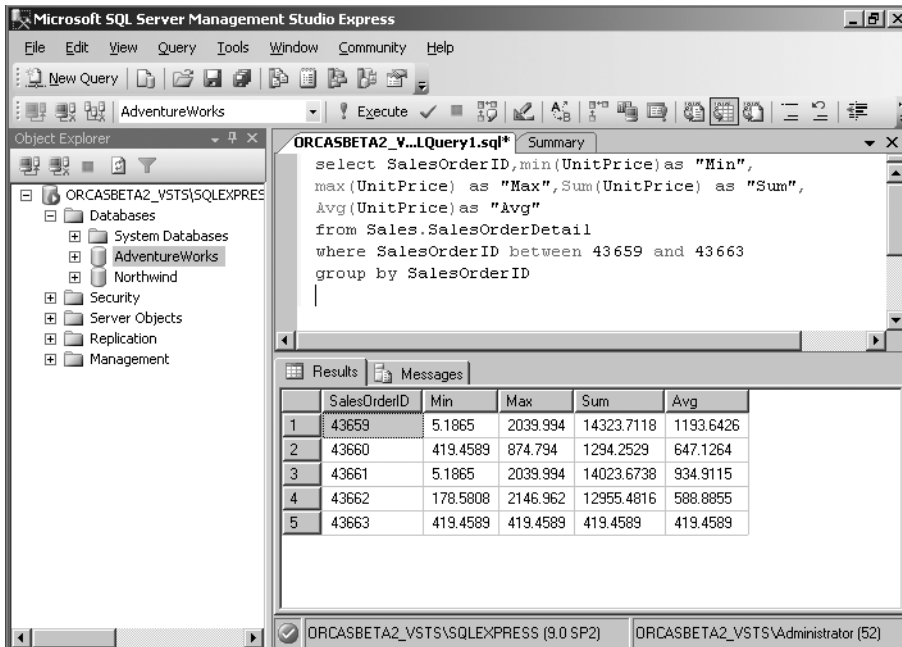 Microsoft SQL Server Management Studio Express
File Edit View Query Tools Window Community Help
New Query
AdventureWorks Execute
Object Explorer
ORCASBETA2_VSTS\SQLEXPRES
Databases
System Databases
AdventureWorks
Northwind
Security
Server Objects
Replication
Management
ORCASBETA2_V...LQuery1.sql* Summary
select SalesOrderID,min(UnitPrice)as "Min",
max(UnitPrice) as "Max",Sum(UnitPrice) as "Sum",
Avg(UnitPrice)as "Avg"
from Sales.SalesOrderDetail
where SalesOrderID between 43659 and 43663
group by SalesOrderID
Results Messages
SalesOrderID Min Max Sum Avg
1 43659 5.1865 2039.994 14323.7118 1193.6426
2 43660 419.4589 874.794 1294.2529 647.1264
3 43661 5.1865 2039.994 14023.6738 934.9115
4 43662 178.5808 2146.962 12955.4816 588.8855
5 43663 419.4589 419.4589 419.4589 419.4589
ORCASBETA2_VSTS\SQLEXPRESS (9.0 SP2) ORCASBETA2_VSTS\Administrator (52)